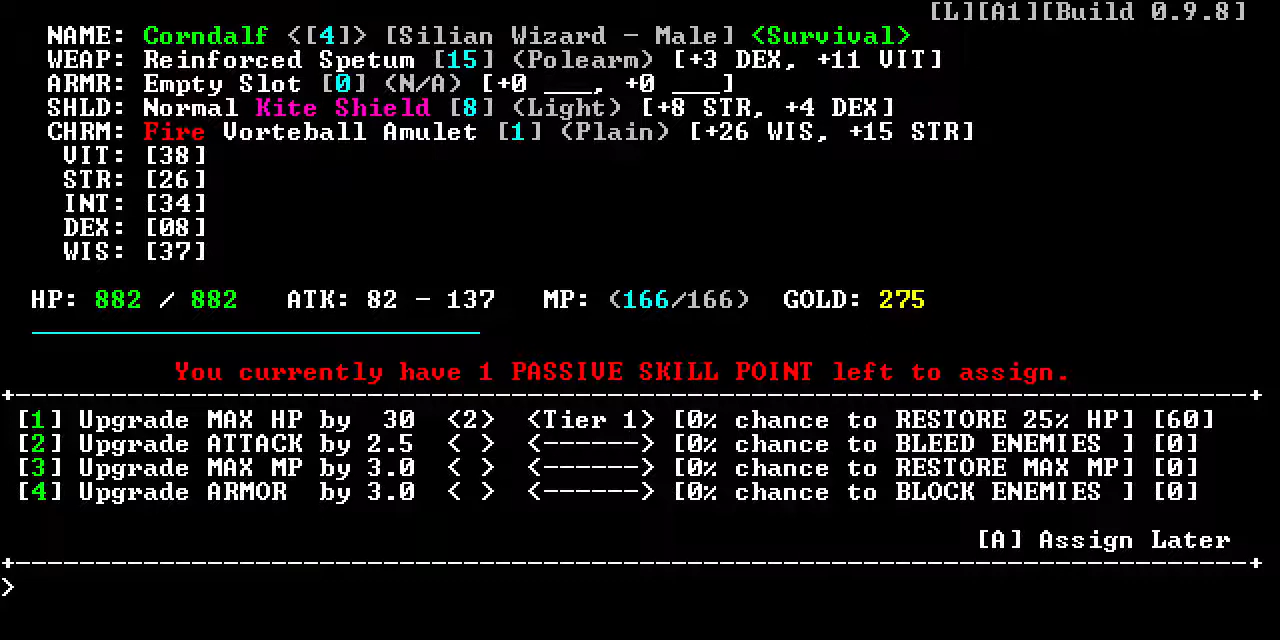 [L][A1][Build 0.9.8]
NAME: Corndalf <[4]> [Silian Wizard - Male] <Survival>
WEAP: Reinforced Spetum [15] (Polearm) [+3 DEX, +11 VIT]
ARMR: Empty Slot [0] (N/A) [+0 ___, +0 ___]
SHLD: Normal Kite Shield [8] (Light) [+8 STR, +4 DEX]
CHRM: Fire Vorteball Amulet [1] (Plain) [+26 WIS, +15 STR]
VIT: [38]
STR: [26]
INT: [34]
DEX: [08]
WIS: [37]
HP: 882 / 882 ATK: 82 - 137 MP: (166/166) GOLD: 275
You currently have 1 PASSIVE SKILL POINT left to assign.
[1] Upgrade MAX HP by 30 <2> <Tier 1> [0% chance to RESTORE 25% HP] [60]
[2] Upgrade ATTACK by 2.5 < > <------> [0% chance to BLEED ENEMIES ] [0]
[3] Upgrade MAX MP by 3.0 < > <------> [0% chance to RESTORE MAX MP] [0]
[4] Upgrade ARMOR by 3.0 < > <------> [0% chance to BLOCK ENEMIES ] [0]
[A] Assign Later
>